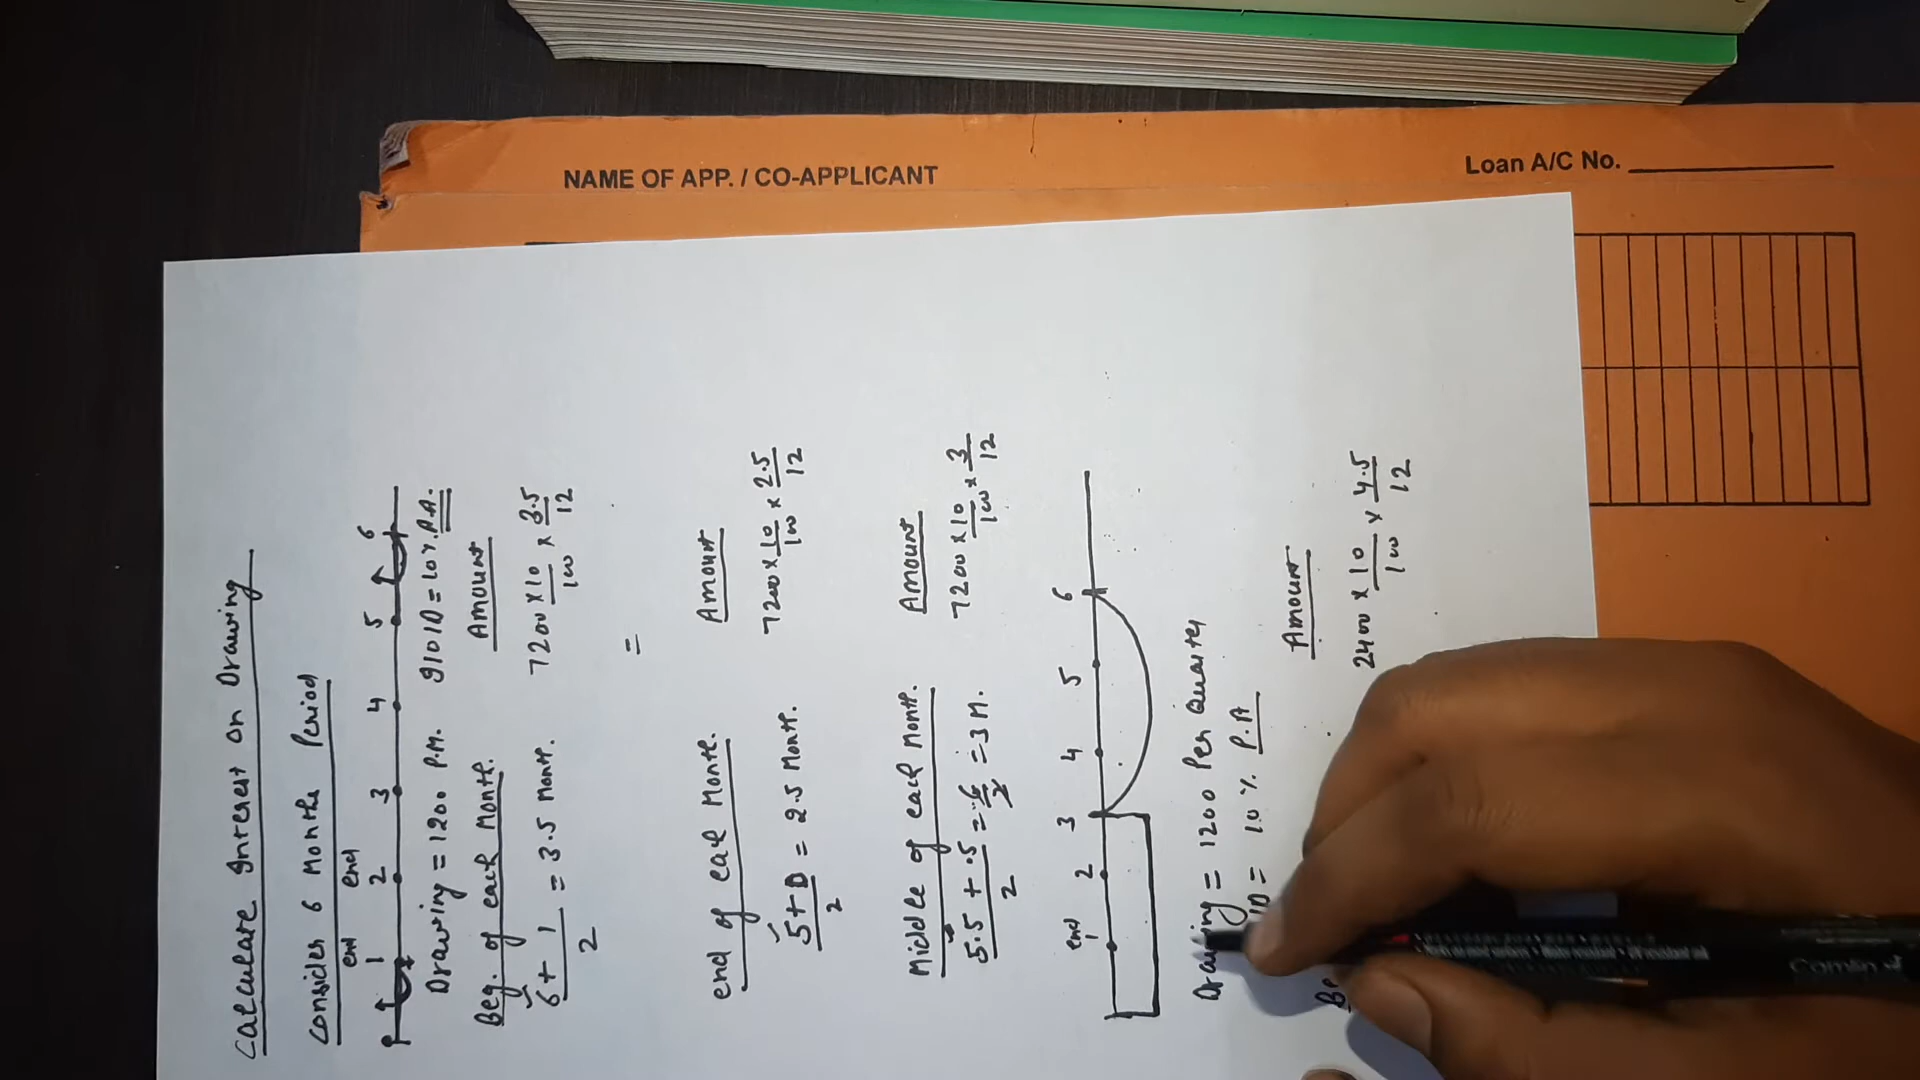 NAME OF APP. / CO-APPLICANT
Loan A/C No.
Calculate Interest on Drawing
Consider 6 Months Period
end end
1 2 3 4 5 6
Drawing = 1200 P.M. IOD = 10% P.A.
Beg. of each Month. Amount
6 + 1 / 2 = 3.5 Month. 7200 × 10/100 × 3.5/12
=
end of each Month. Amount
5 + 0 / 2 = 2.5 Month. 7200 × 10/100 × 2.5/12
Middle of each Month. Amount
5.5 + .5 / 2 = 6/2 = 3 M. 7200 × 10/100 × 3/12
end
1 2 3 4 5 6
Drawing = 1200 Per Quarter
= 10% P.A
Be
Amount
2400 × 10/100 × 4.5/12
Camlin